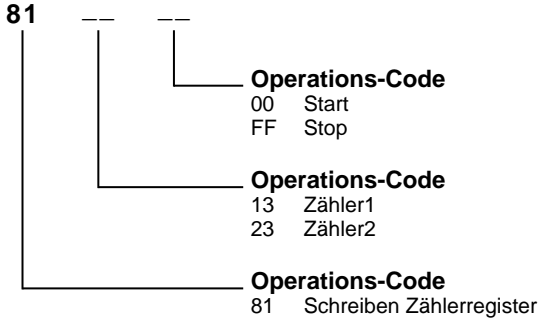 81 __ __
Operations-Code
00 Start
FF Stop
Operations-Code
13 Zähler1
23 Zähler2
Operations-Code
81 Schreiben Zählerregister